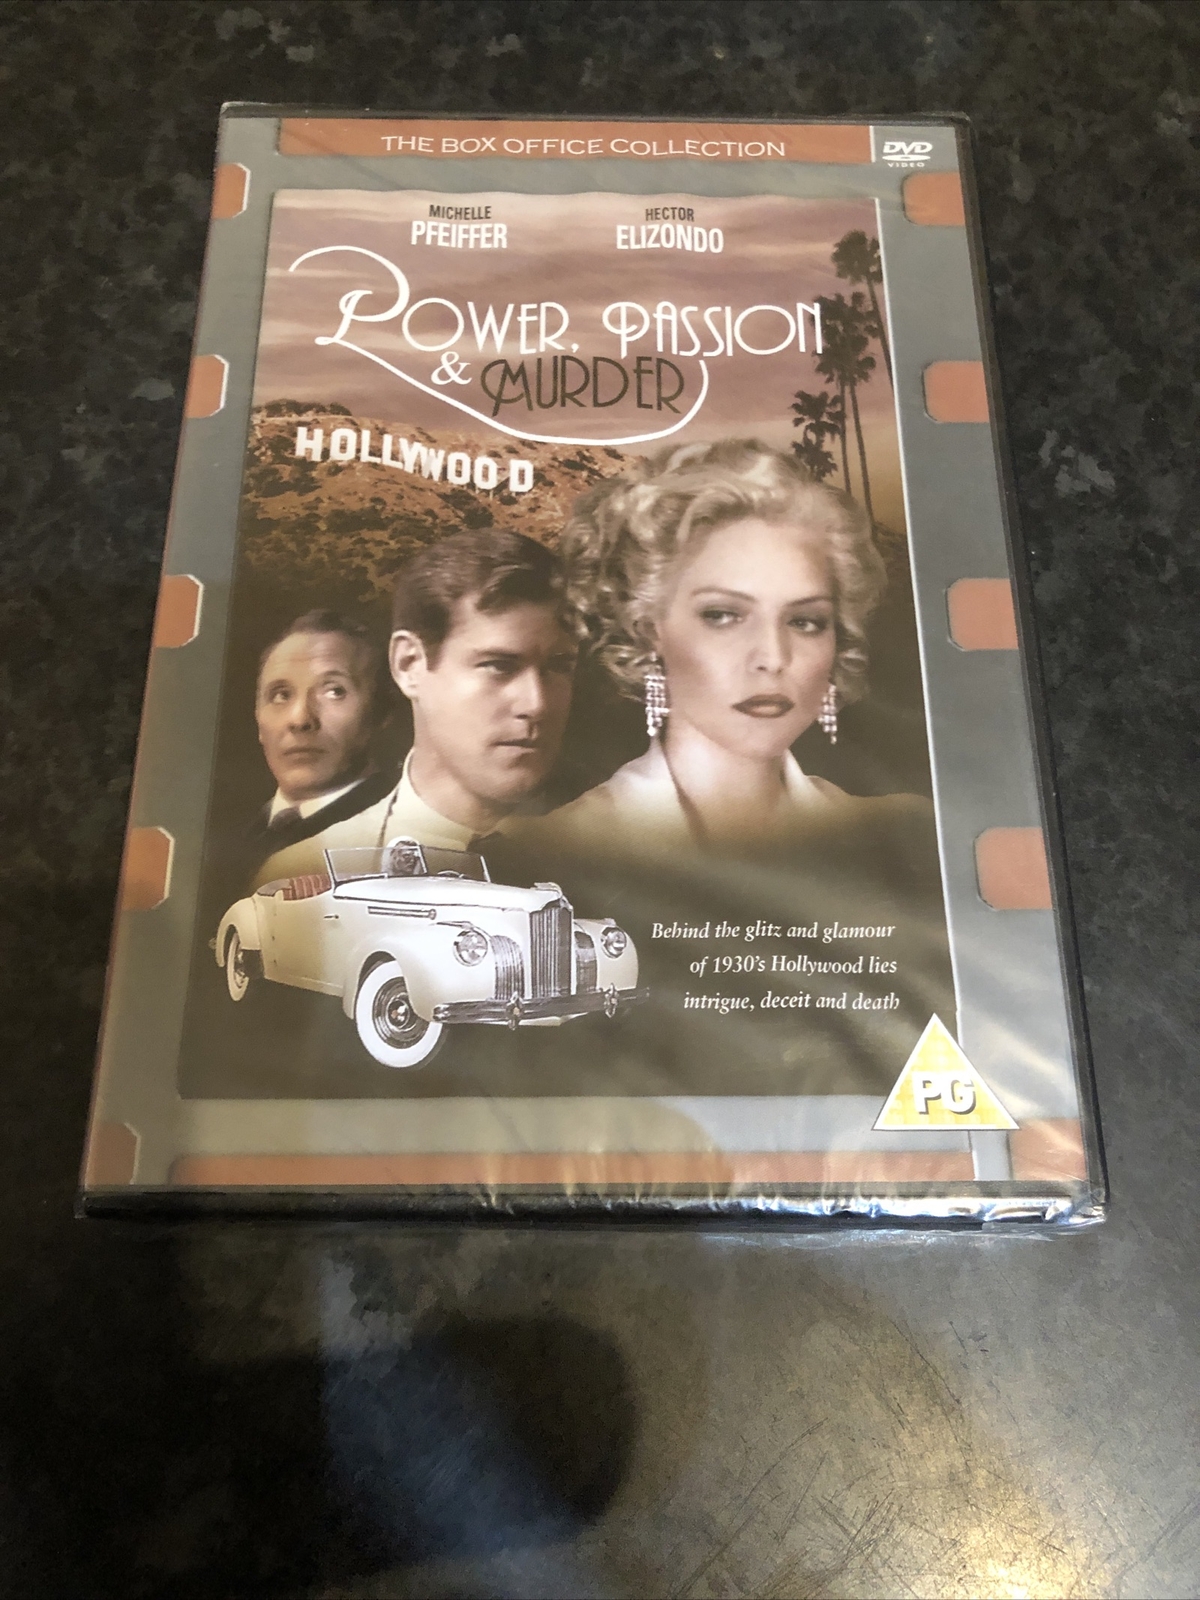 THE BOX OFFICE COLLECTION
DVD
VIDEO
MICHELLE
PFEIFFER
HECTOR
ELIZONDO
POWER, PASSION
& MURDER
HOLLYWOOD
Behind the glitz and glamour
of 1930's Hollywood lies
intrigue, deceit and death
PG